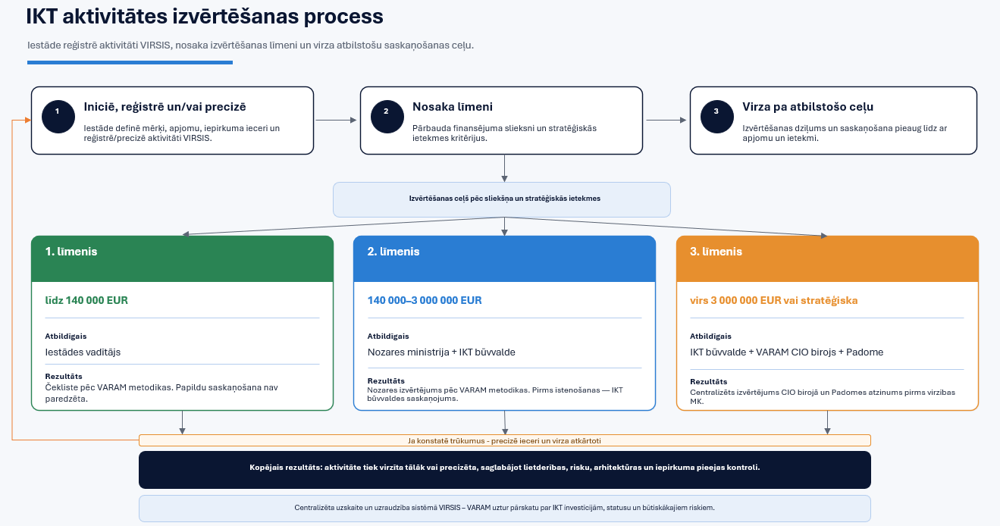 IKT aktivitātes izvērtēšanas process
Iestāde reģistrē aktivitāti VIRSIS, nosaka izvērtēšanas līmeni un virza atbilstošu saskaņošanas ceļu.
1
Iniciē, reģistrē un/vai precizē
Iestāde definē mērķi, apjomu, iepirkuma ieceri un
reģistrē/precizē aktivitāti VIRSIS.
2
Nosaka līmeni
Pārbauda finansējuma slieksni un stratēģiskās
ietekmes kritērijus.
3
Virza pa atbilstošo ceļu
Izvērtēšanas dziļums un saskaņošana pieaug līdz ar
apjomu un ietekmi.
Izvērtēšanas ceļš pēc sliekšņa un stratēģiskās ietekmes
1. līmenis
līdz 140 000 EUR
Atbildīgais
Iestādes vadītājs
Rezultāts
Čekliste pēc VARAM metodikas. Papildu saskaņošana nav
paredzēta.
2. līmenis
140 000–3 000 000 EUR
Atbildīgais
Nozares ministrija + IKT būvvalde
Rezultāts
Nozares izvērtējums pēc VARAM metodikas. Pirms īstenošanas — IKT
būvvaldes saskaņojums.
3. līmenis
virs 3 000 000 EUR vai stratēģiska
Atbildīgais
IKT būvvalde + VARAM CIO birojs + Padome
Rezultāts
Centralizēts izvērtējums CIO birojā un Padomes atzinums pirms virzības
MK.
Ja konstatē trūkumus - precizē ieceri un virza atkārtoti
Kopējais rezultāts: aktivitāte tiek virzīta tālāk vai precizēta, saglabājot lietderības, risku, arhitektūras un iepirkuma pieejas kontroli.
Centralizēta uzskaite un uzraudzība sistēmā VIRSIS – VARAM uztur pārskatu par IKT investīcijām, statusu un būtiskākajiem riskiem.